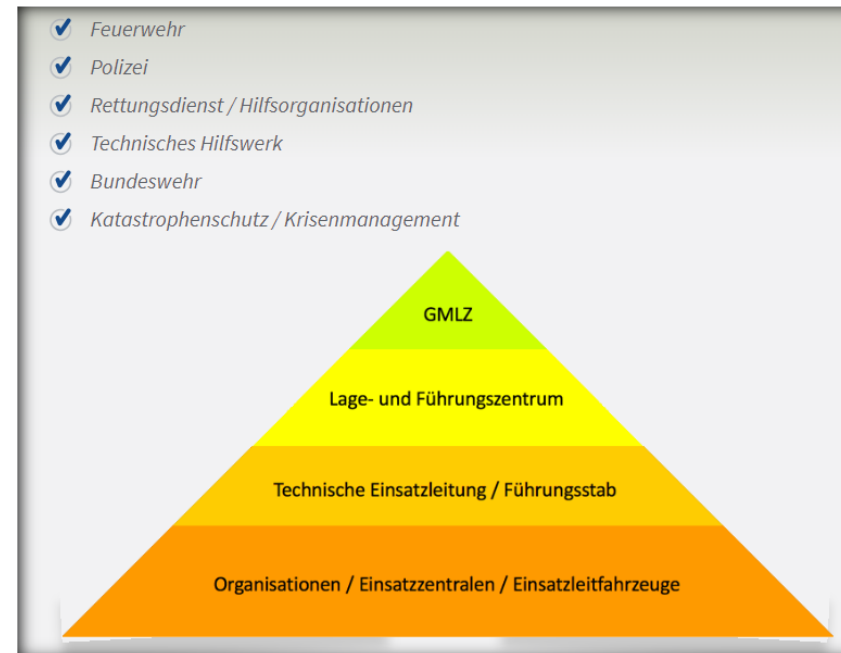 Feuerwehr
Polizei
Rettungsdienst / Hilfsorganisationen
Technisches Hilfswerk
Bundeswehr
Katastrophenschutz / Krisenmanagement
GMLZ
Lage- und Führungszentrum
Technische Einsatzleitung / Führungsstab
Organisationen / Einsatzzentralen / Einsatzleitfahrzeuge